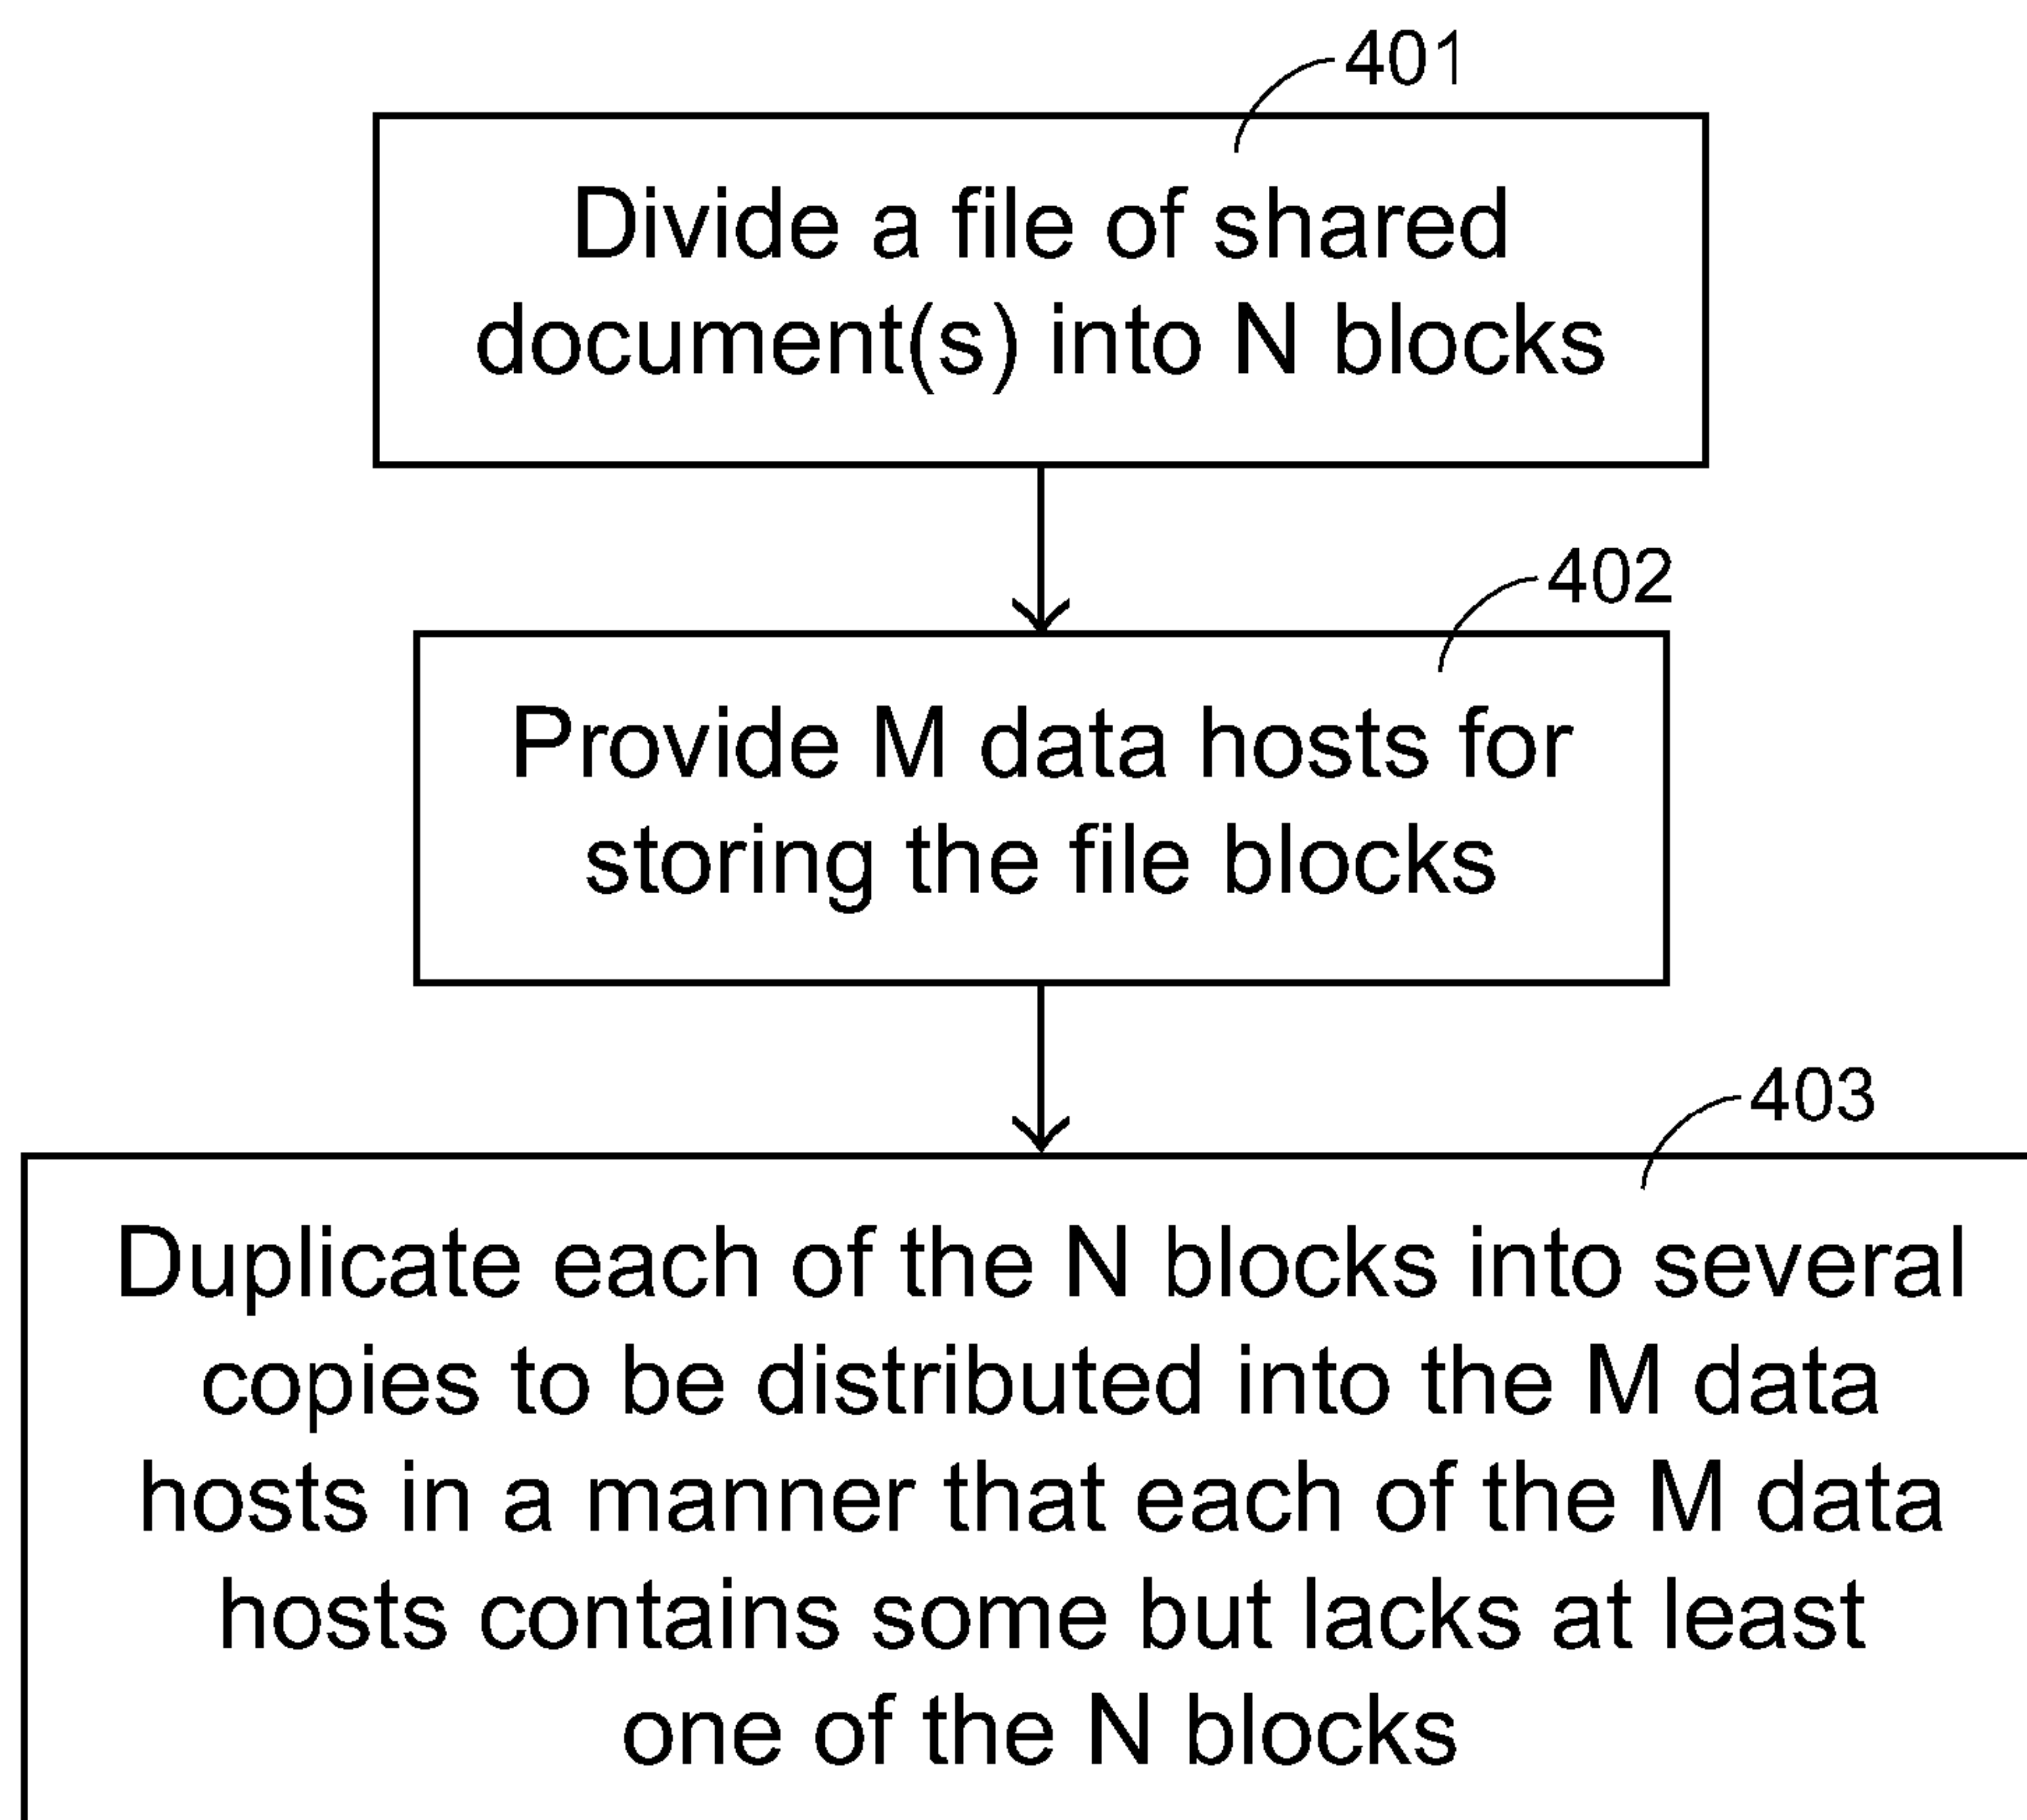 401
Divide a file of shared
document(s) into N blocks
402
Provide M data hosts for
storing the file blocks
403
Duplicate each of the N blocks into several
copies to be distributed into the M data
hosts in a manner that each of the M data
hosts contains some but lacks at least
one of the N blocks